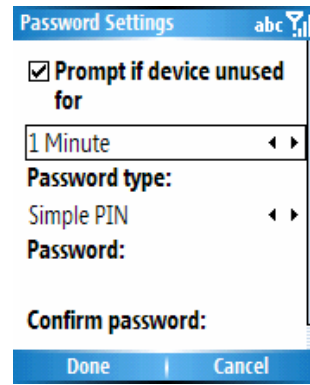 Password Settings abc
Prompt if device unused
for
1 Minute
Password type:
Simple PIN
Password:
Confirm password:
Done Cancel